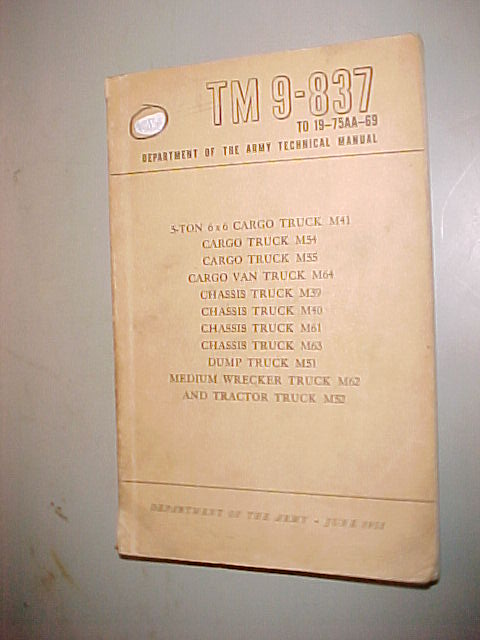 TM 9-837
TO 19-75AA-69
DEPARTMENT OF THE ARMY TECHNICAL MANUAL
5-TON 6x6 CARGO TRUCK M41
CARGO TRUCK M54
CARGO TRUCK M55
CARGO VAN TRUCK M64
CHASSIS TRUCK M39
CHASSIS TRUCK M40
CHASSIS TRUCK M61
CHASSIS TRUCK M63
DUMP TRUCK M51
MEDIUM WRECKER TRUCK M62
AND TRACTOR TRUCK M52
DEPARTMENT OF THE ARMY • JUNE